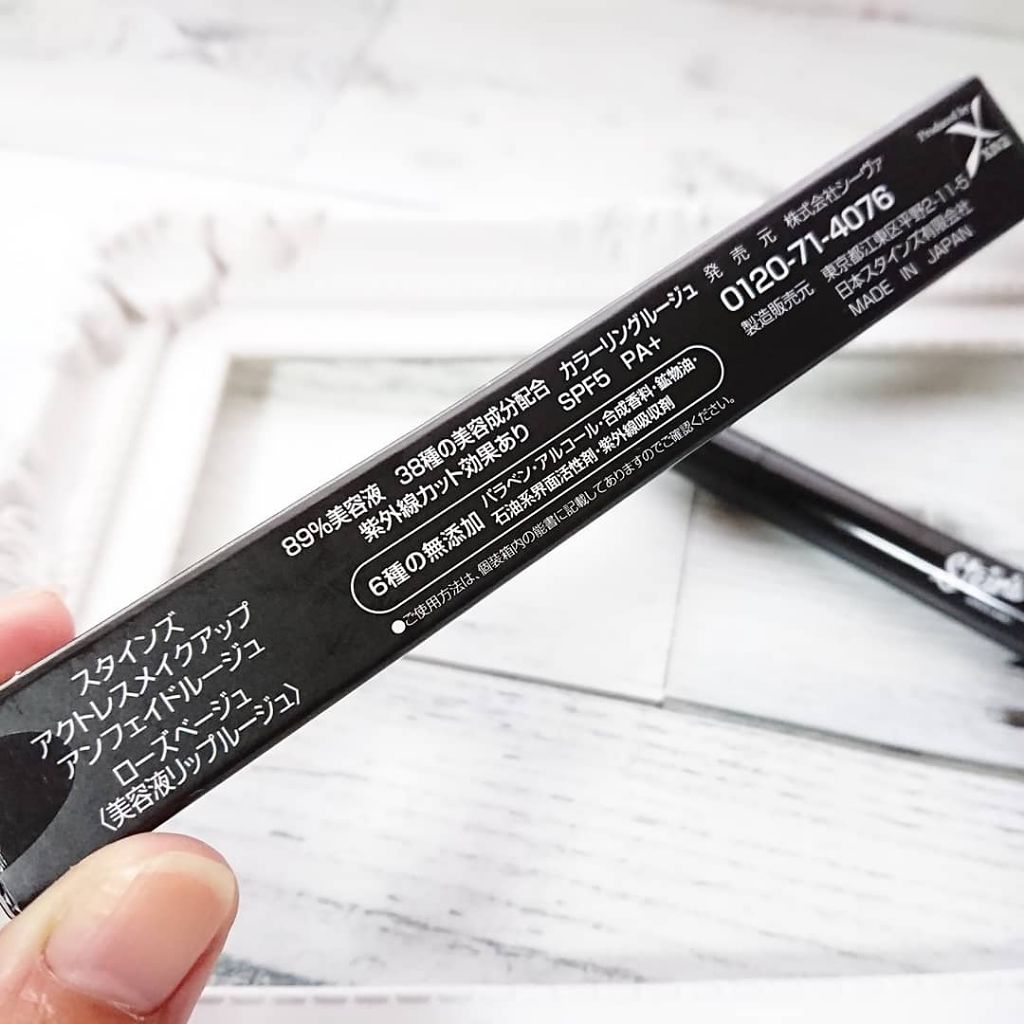 スタインズ
アクトレスメイクアップ
アンフェイドルージュ
ローズベージュ
〈美容液リップルージュ〉
89%美容液 38種の美容成分配合 カラーリングルージュ
紫外線カット効果あり SPF5 PA+
6種の無添加
パラベン・アルコール・合成香料・鉱物油・
石油系界面活性剤・紫外線吸収剤
●ご使用方法は、個装箱内の能書に記載してありますのでご確認ください。
発売元 株式会社シーヴァ
0120-71-4076
製造販売元 東京都江東区平野2-11-5
日本スタインズ有限会社
MADE IN JAPAN
Produced by
X